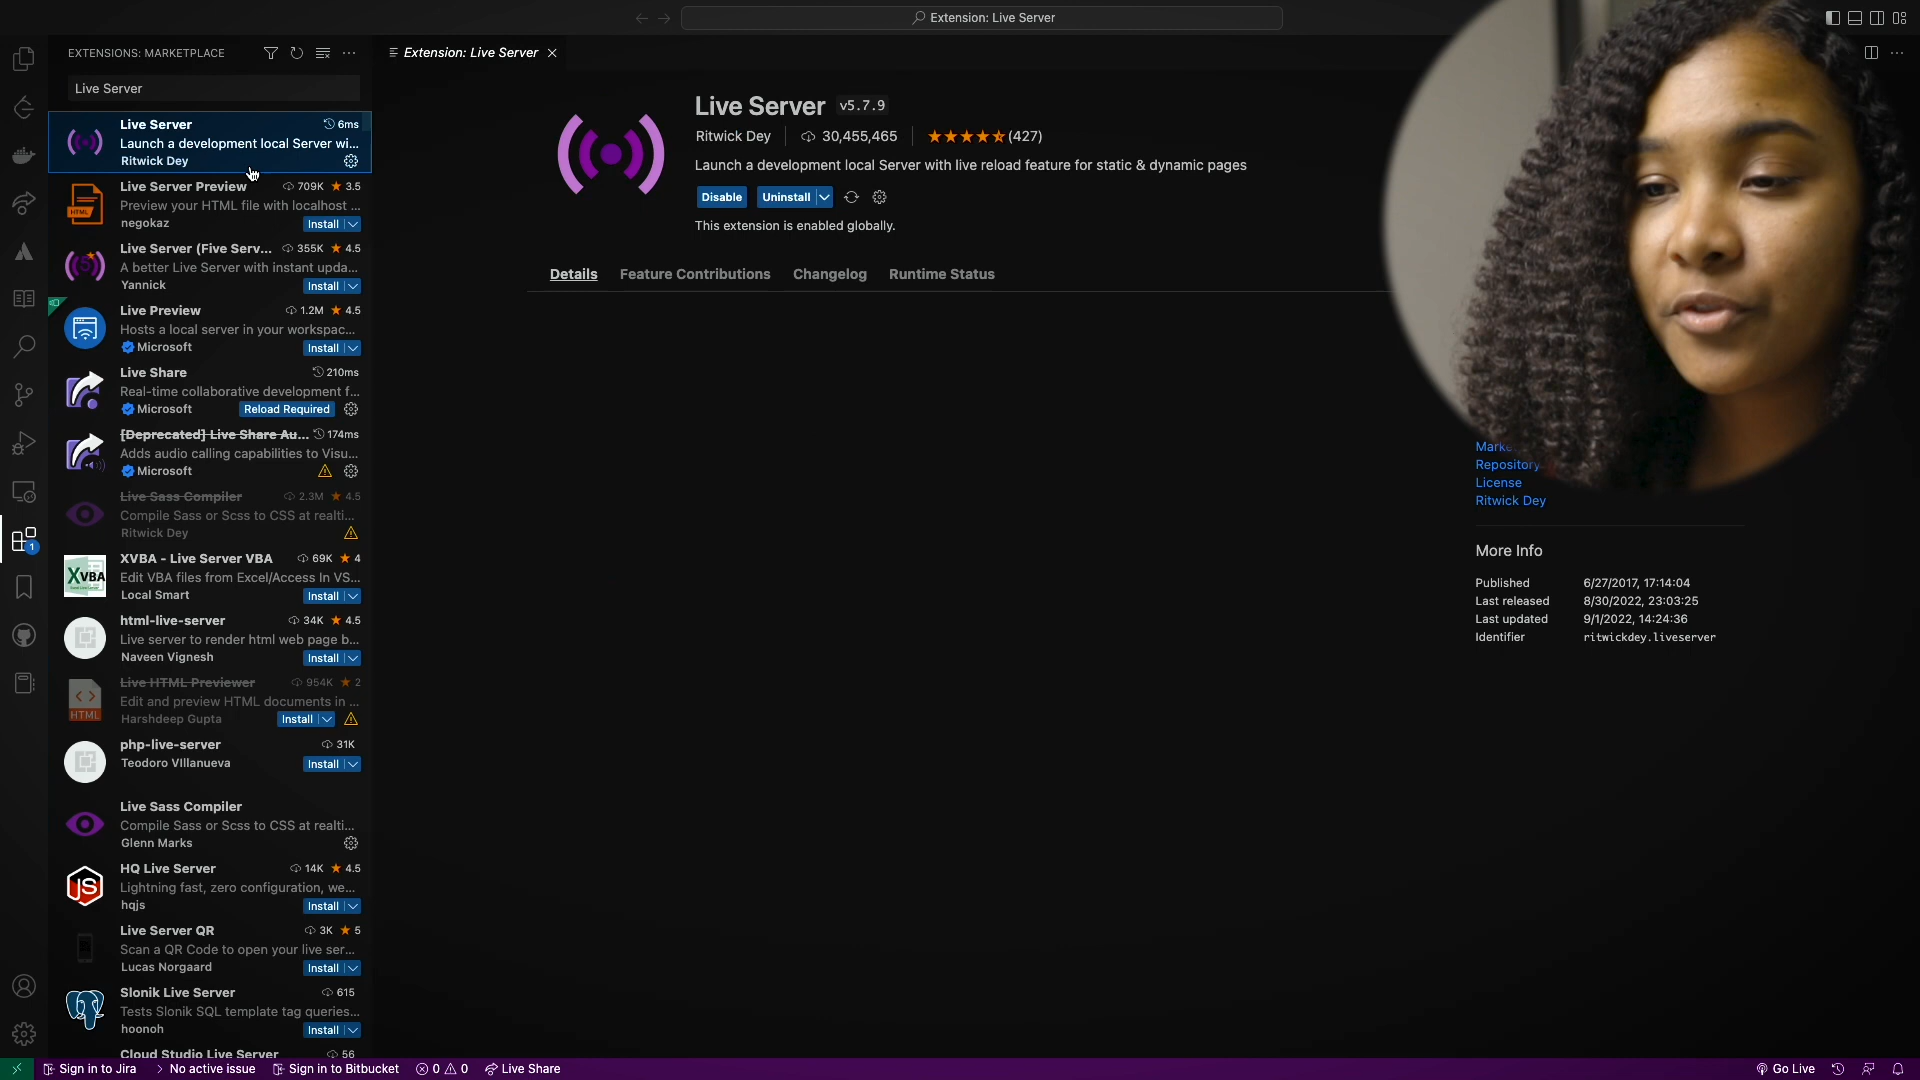 Extension: Live Server
EXTENSIONS: MARKETPLACE
Extension: Live Server
Live Server
Live Server 6ms
Launch a development local Server wi...
Ritwick Dey
Live Server Preview 709K 3.5
Preview your HTML file with localhost ...
negokaz Install
Live Server (Five Serv... 355K 4.5
A better Live Server with instant upda...
Yannick Install
Live Preview 1.2M 4.5
Hosts a local server in your workspac...
Microsoft Install
Live Share 210ms
Real-time collaborative development f...
Microsoft Reload Required
[Deprecated] Live Share Au... 174ms
Adds audio calling capabilities to Visu...
Microsoft
Live Sass Compiler 2.3M 4.5
Compile Sass or Scss to CSS at realti...
Ritwick Dey
XVBA
XVBA - Live Server VBA 69K 4
Edit VBA files from Excel/Access In VS...
Local Smart Install
html-live-server 34K 4.5
Live server to render html web page b...
Naveen Vignesh Install
HTML
Live HTML Previewer 954K 2
Edit and preview HTML documents in ...
Harshdeep Gupta Install
php-live-server 31K
Teodoro VIllanueva Install
Live Sass Compiler
Compile Sass or Scss to CSS at realti...
Glenn Marks
JS
HQ Live Server 14K 4.5
Lightning fast, zero configuration, we...
hqjs Install
Live Server QR 3K 5
Scan a QR Code to open your live ser...
Lucas Norgaard Install
Slonik Live Server 615
Tests Slonik SQL template tag queries...
hoonoh Install
Cloud Studio Live Server 56
1
Live Server v5.7.9
Ritwick Dey 30,455,465 (427)
Launch a development local Server with live reload feature for static & dynamic pages
Disable Uninstall
This extension is enabled globally.
Details Feature Contributions Changelog Runtime Status
Repository
License
Ritwick Dey
More Info
Published 6/27/2017, 17:14:04
Last released 8/30/2022, 23:03:25
Last updated 9/1/2022, 14:24:36
Identifier ritwickdey.liveserver
Sign in to Jira No active issue Sign in to Bitbucket 0 0 Live Share Go Live